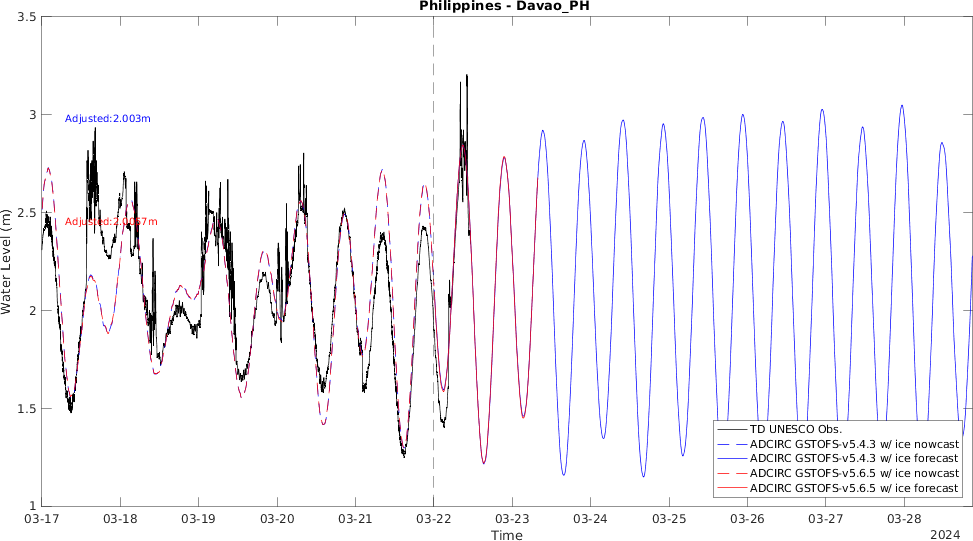 Philippines - Davao_PH
3.5
3
2.5
2
1.5
1
Water Level (m)
Adjusted:2.003m
TD UNESCO Obs.
ADCIRC GSTOFS-v5.4.3 w/ ice nowcast
ADCIRC GSTOFS-v5.4.3 w/ ice forecast
ADCIRC GSTOFS-v5.6.5 w/ ice nowcast
ADCIRC GSTOFS-v5.6.5 w/ ice forecast
03-17 03-18 03-19 03-20 03-21 03-22 03-23 03-24 03-25 03-26 03-27 03-28
Time
2024